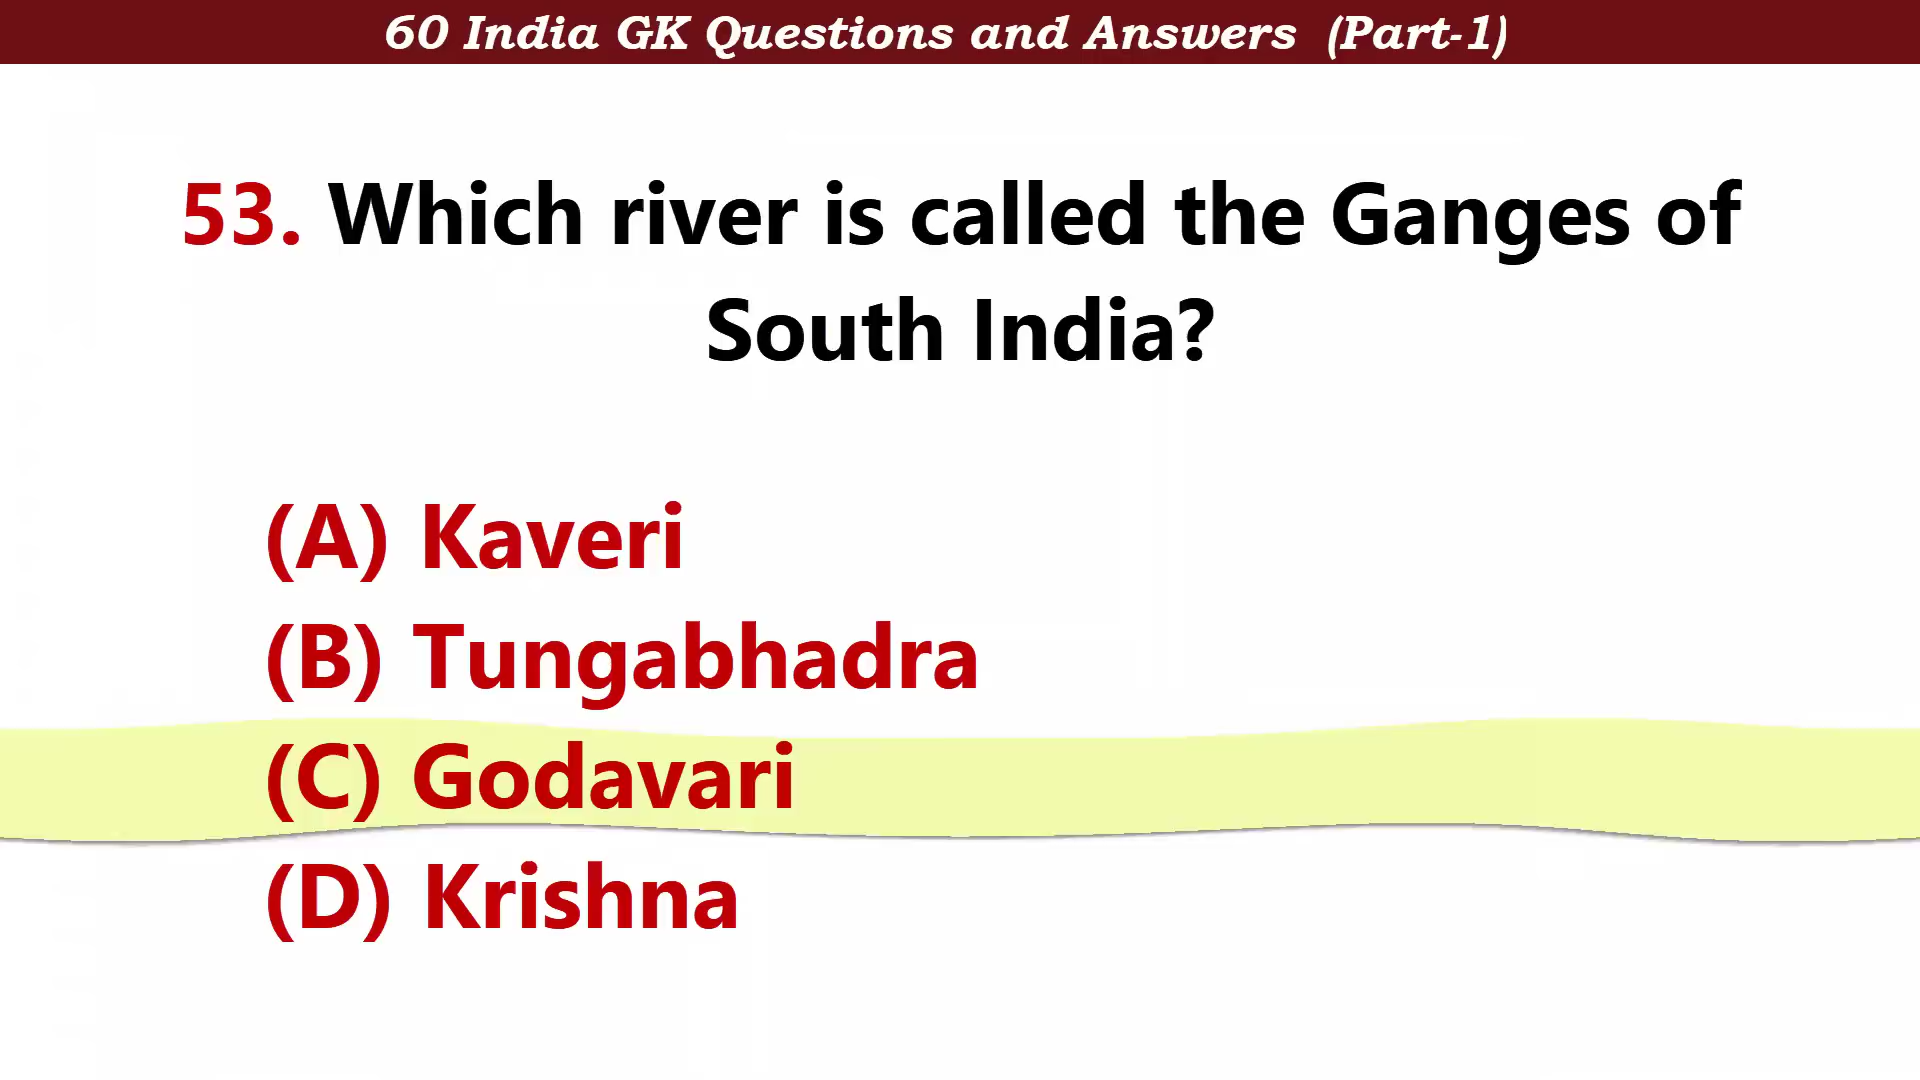 60 India GK Questions and Answers (Part-1)
53. Which river is called the Ganges of
South India?
(A) Kaveri
(B) Tungabhadra
(C) Godavari
(D) Krishna